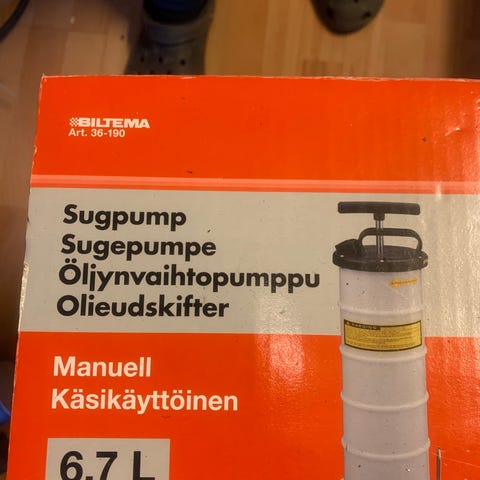 BILTEMA
Art. 36-190
Sugpump
Sugepumpe
Öljynvaihtopumppu
Olieudskifter
Manuell
Käsikäyttöinen
6,7 L